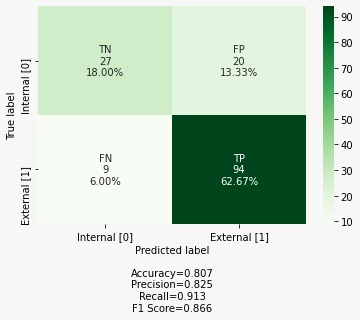 TN
27
18.00%
FP
20
13.33%
FN
9
6.00%
TP
94
62.67%
True label
Internal [0]
External [1]
Internal [0]
External [1]
Predicted label
90
80
70
60
50
40
30
20
10
Accuracy=0.807
Precision=0.825
Recall=0.913
F1 Score=0.866